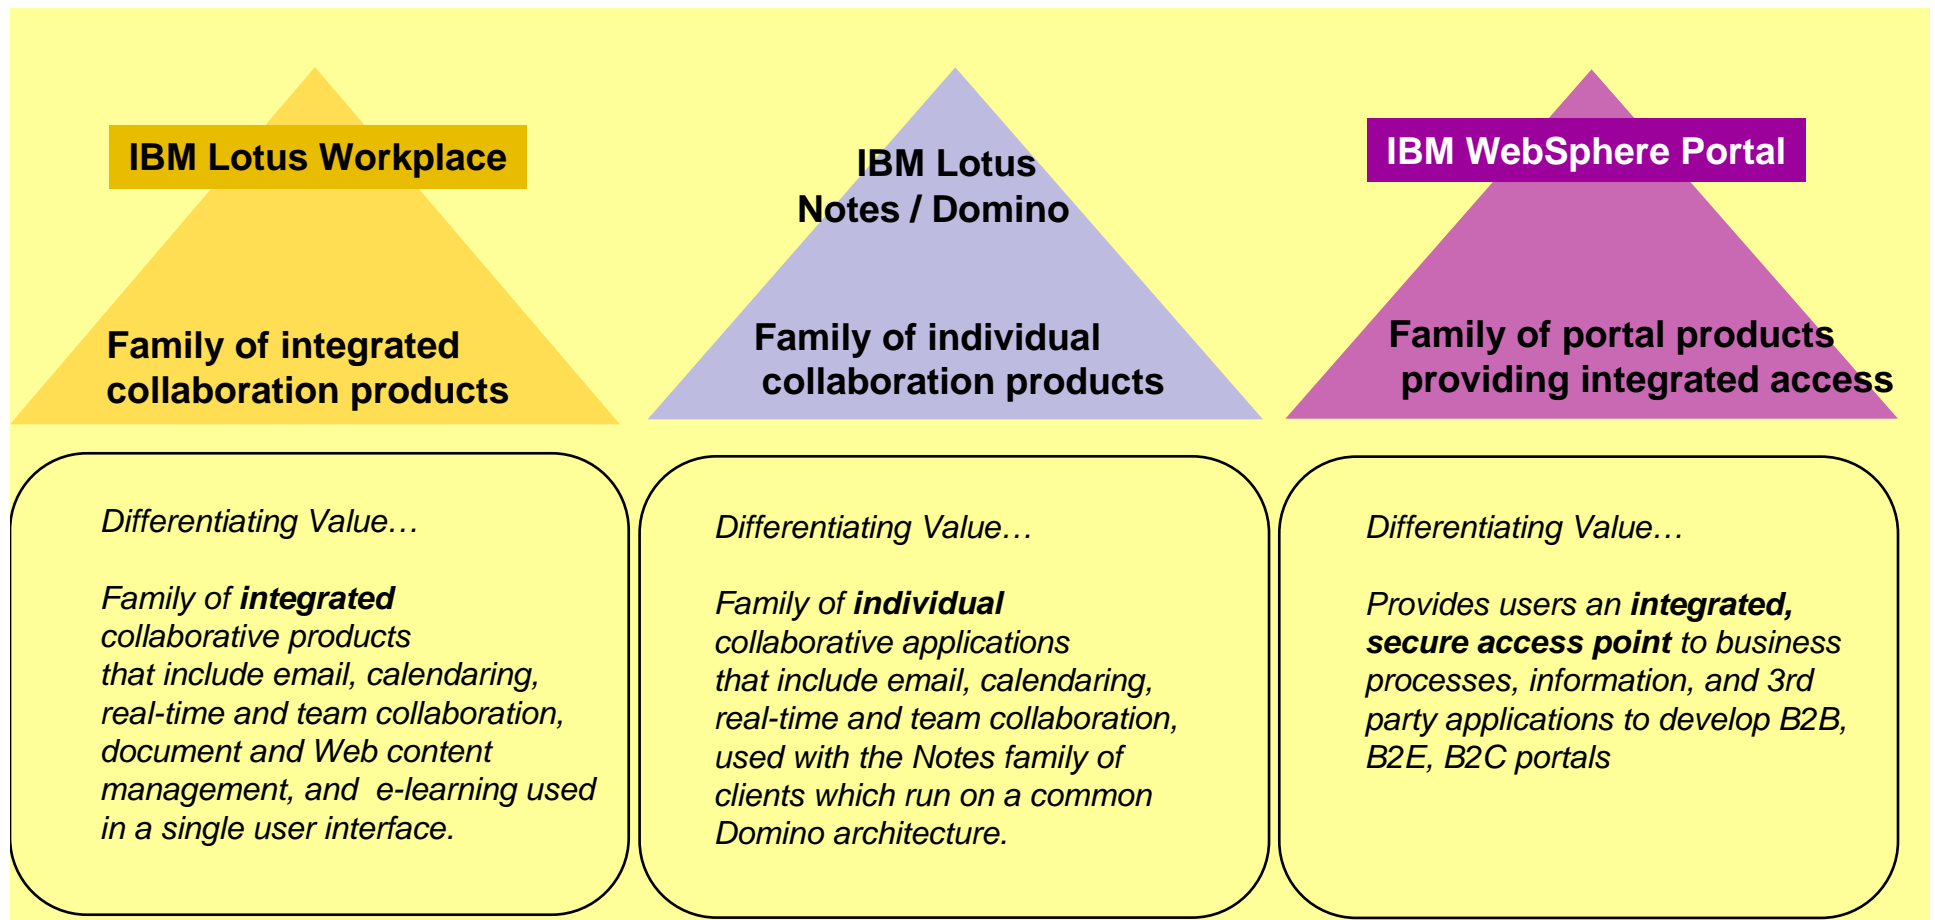 IBM Lotus Workplace
Family of integrated
collaboration products
IBM Lotus
Notes / Domino
Family of individual
collaboration products
IBM WebSphere Portal
Family of portal products
providing integrated access
Differentiating Value…
Family of integrated
collaborative products
that include email, calendaring,
real-time and team collaboration,
document and Web content
management, and  e-learning used
in a single user interface.
Differentiating Value…
Family of individual
collaborative applications
that include email, calendaring,
real-time and team collaboration,
used with the Notes family of
clients which run on a common
Domino architecture.
Differentiating Value…
Provides users an integrated,
secure access point to business
processes, information, and 3rd
party applications to develop B2B,
B2E, B2C portals